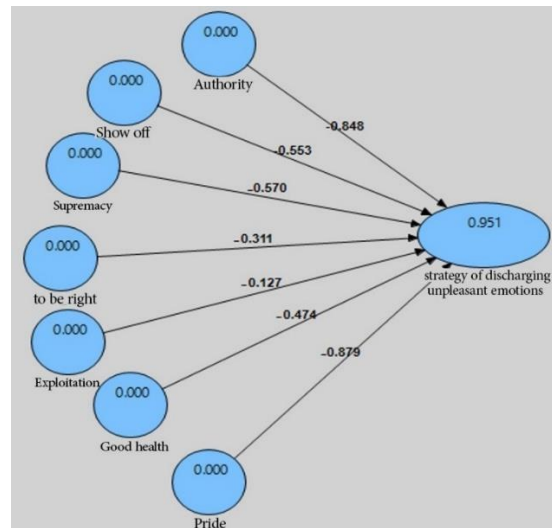 0.000
Authority
0.000
Show off
-0.848
-0.553
0.000
Supremacy
-0.570
0.951
strategy of discharging
unpleasant emotions
0.000
to be right
-0.311
-0.127
0.000
Exploitation
-0.474
0.000
Good health
-0.879
0.000
Pride